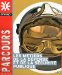 PARCOURS
LES MÉTIERS
DE LA DÉFENSE
ET DE LA SÉCURITÉ
PUBLIQUE